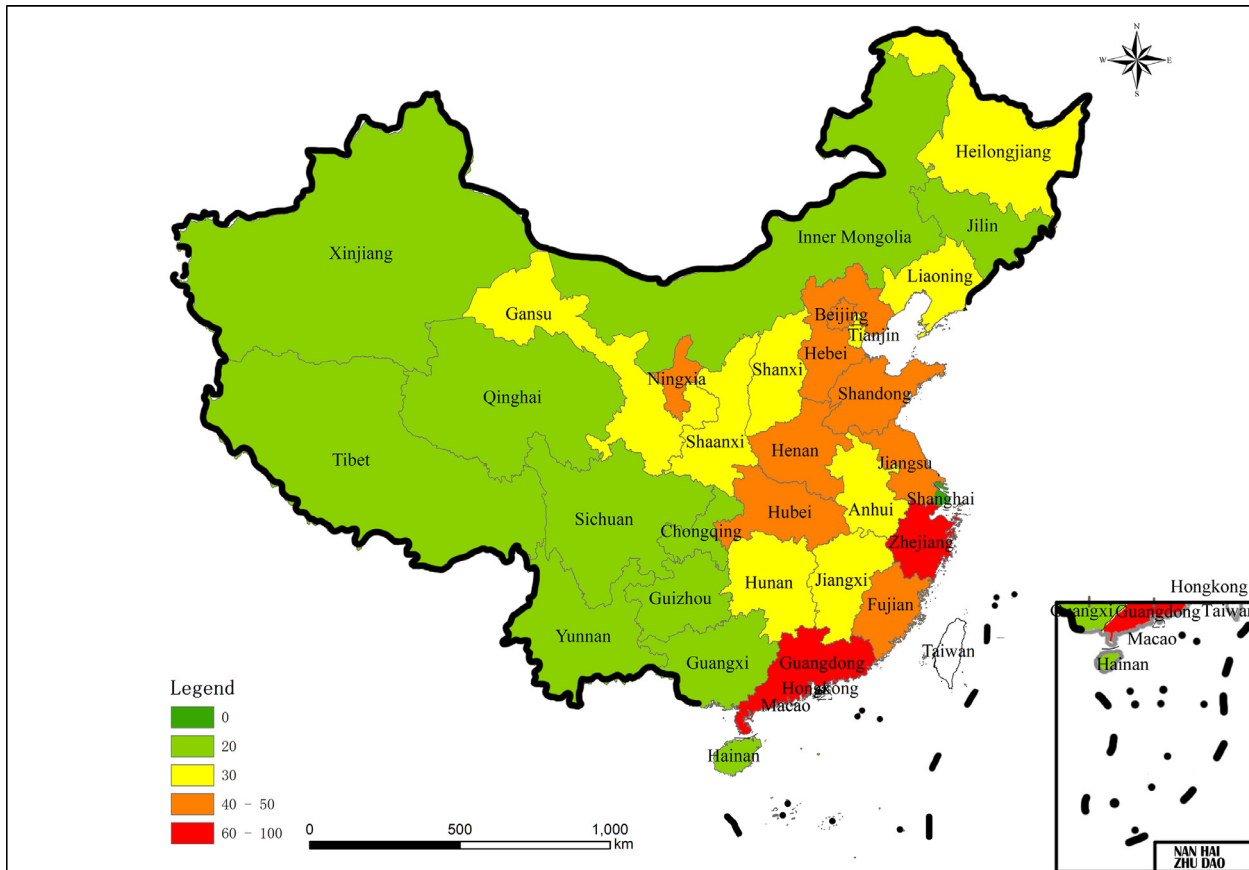 N
W E
S
Heilongjiang
Jilin
Inner Mongolia
Xinjiang
Liaoning
Gansu
Beijing
Tianjin
Hebei
Shanxi
Ningxia
Shandong
Qinghai
Shaanxi
Henan
Jiangsu
Tibet
Shanghai
Anhui
Hubei
Sichuan
Chongqing
Zhejiang
Hunan
Jiangxi
Guizhou
Fujian
Yunnan
Taiwan
Guangxi
Guangdong
Hongkong
Macao
Hainan
Legend
0
20
30
40 - 50
60 - 100
0 500 1,000
km
Hongkong
Guangxi Guangdong Taiwan
Macao
Hainan
NAN HAI
ZHU DAO